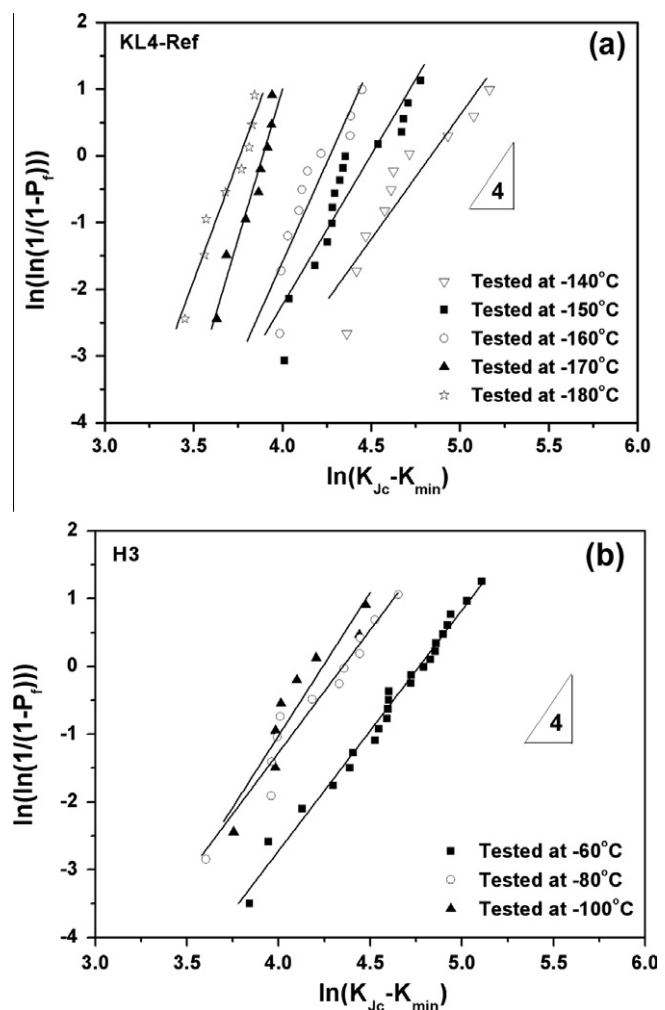 KL4-Ref
(a)
2
1
0
-1
-2
-3
-4
ln(ln(1/(1-Pf)))
4
Tested at -140°C
Tested at -150°C
Tested at -160°C
Tested at -170°C
Tested at -180°C
3.0 3.5 4.0 4.5 5.0 5.5 6.0
ln(KJc-Kmin)
H3
(b)
2
1
0
-1
-2
-3
-4
ln(ln(1/(1-Pf)))
4
Tested at -60°C
Tested at -80°C
Tested at -100°C
3.0 3.5 4.0 4.5 5.0 5.5 6.0
ln(KJc-Kmin)